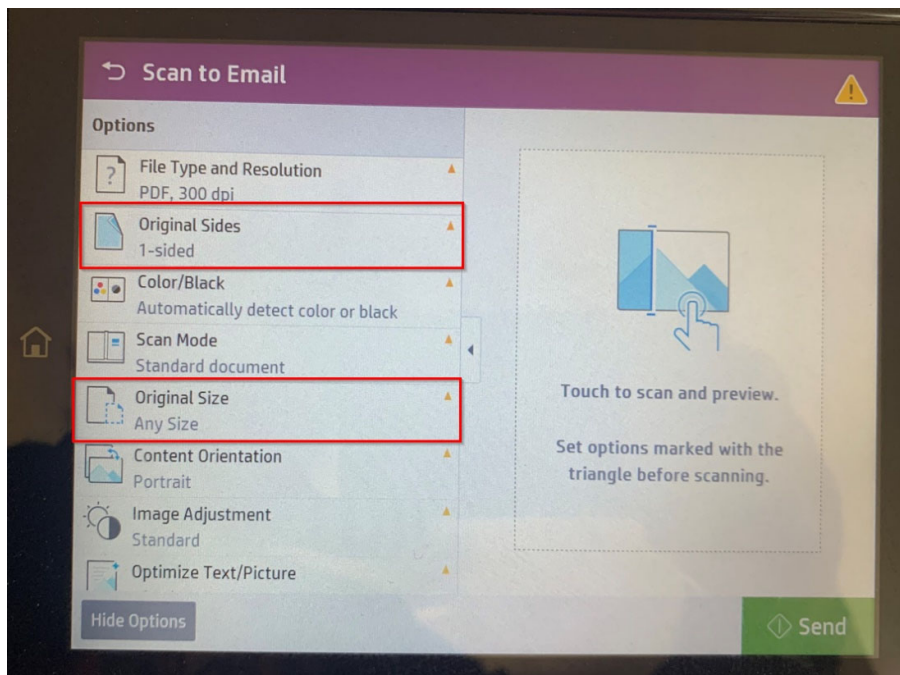 Scan to Email
Options
File Type and Resolution
PDF, 300 dpi
Original Sides
1-sided
Color/Black
Automatically detect color or black
Scan Mode
Standard document
Original Size
Any Size
Content Orientation
Portrait
Image Adjustment
Standard
Optimize Text/Picture
Hide Options
Touch to scan and preview.
Set options marked with the
triangle before scanning.
Send